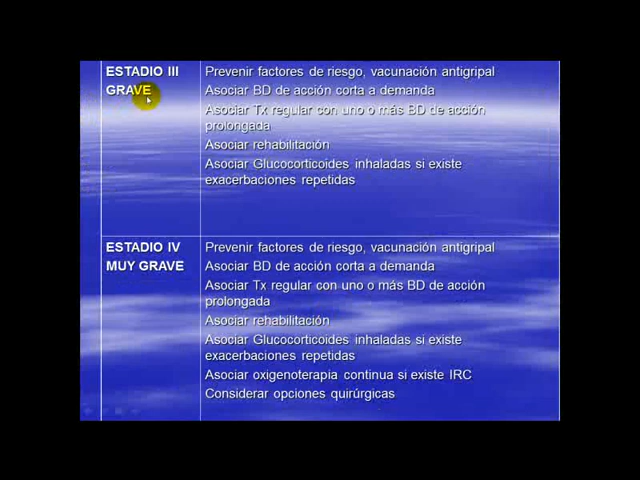 ESTADIO III
GRAVE
Prevenir factores de riesgo, vacunación antigripal
Asociar BD de acción corta a demanda
Asociar Tx regular con uno o más BD de acción
prolongada
Asociar rehabilitación
Asociar Glucocorticoides inhaladas si existe
exacerbaciones repetidas
ESTADIO IV
MUY GRAVE
Prevenir factores de riesgo, vacunación antigripal
Asociar BD de acción corta a demanda
Asociar Tx regular con uno o más BD de acción
prolongada
Asociar rehabilitación
Asociar Glucocorticoides inhaladas si existe
exacerbaciones repetidas
Asociar oxigenoterapia continua si existe IRC
Considerar opciones quirúrgicas